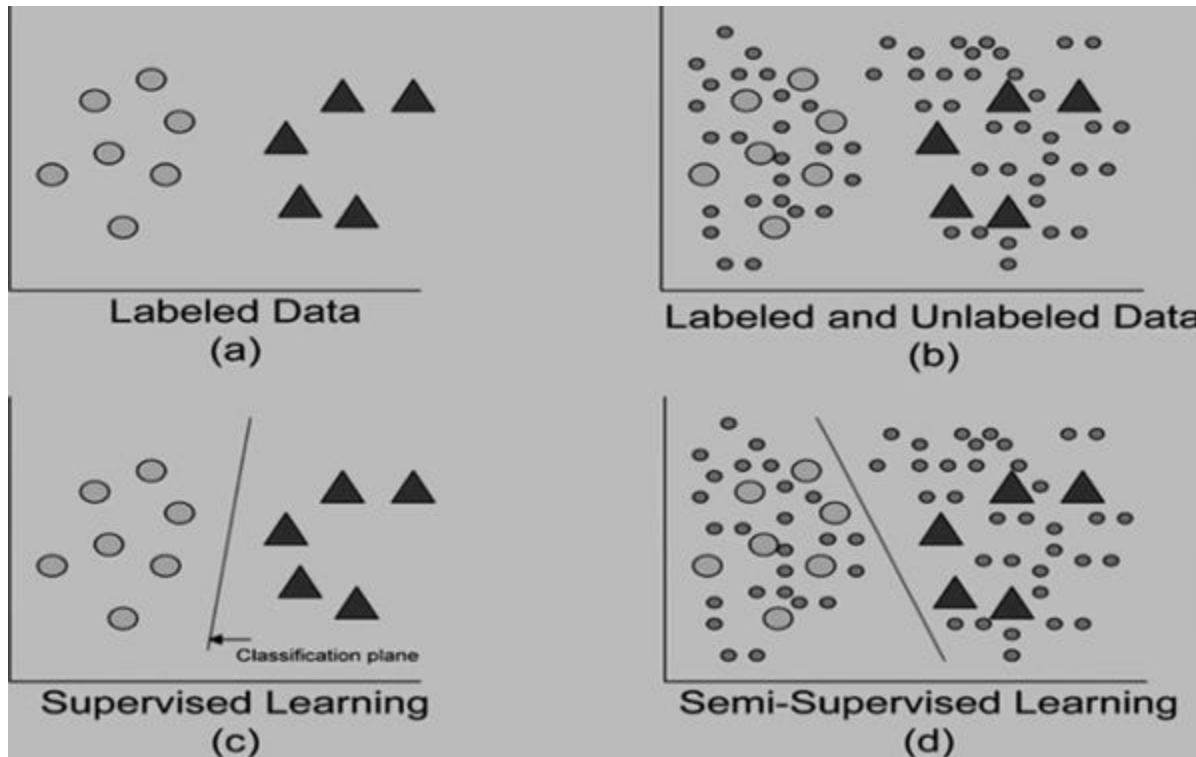 Labeled Data
(a)
Labeled and Unlabeled Data
(b)
Classification plane
Supervised Learning
(c)
Semi-Supervised Learning
(d)